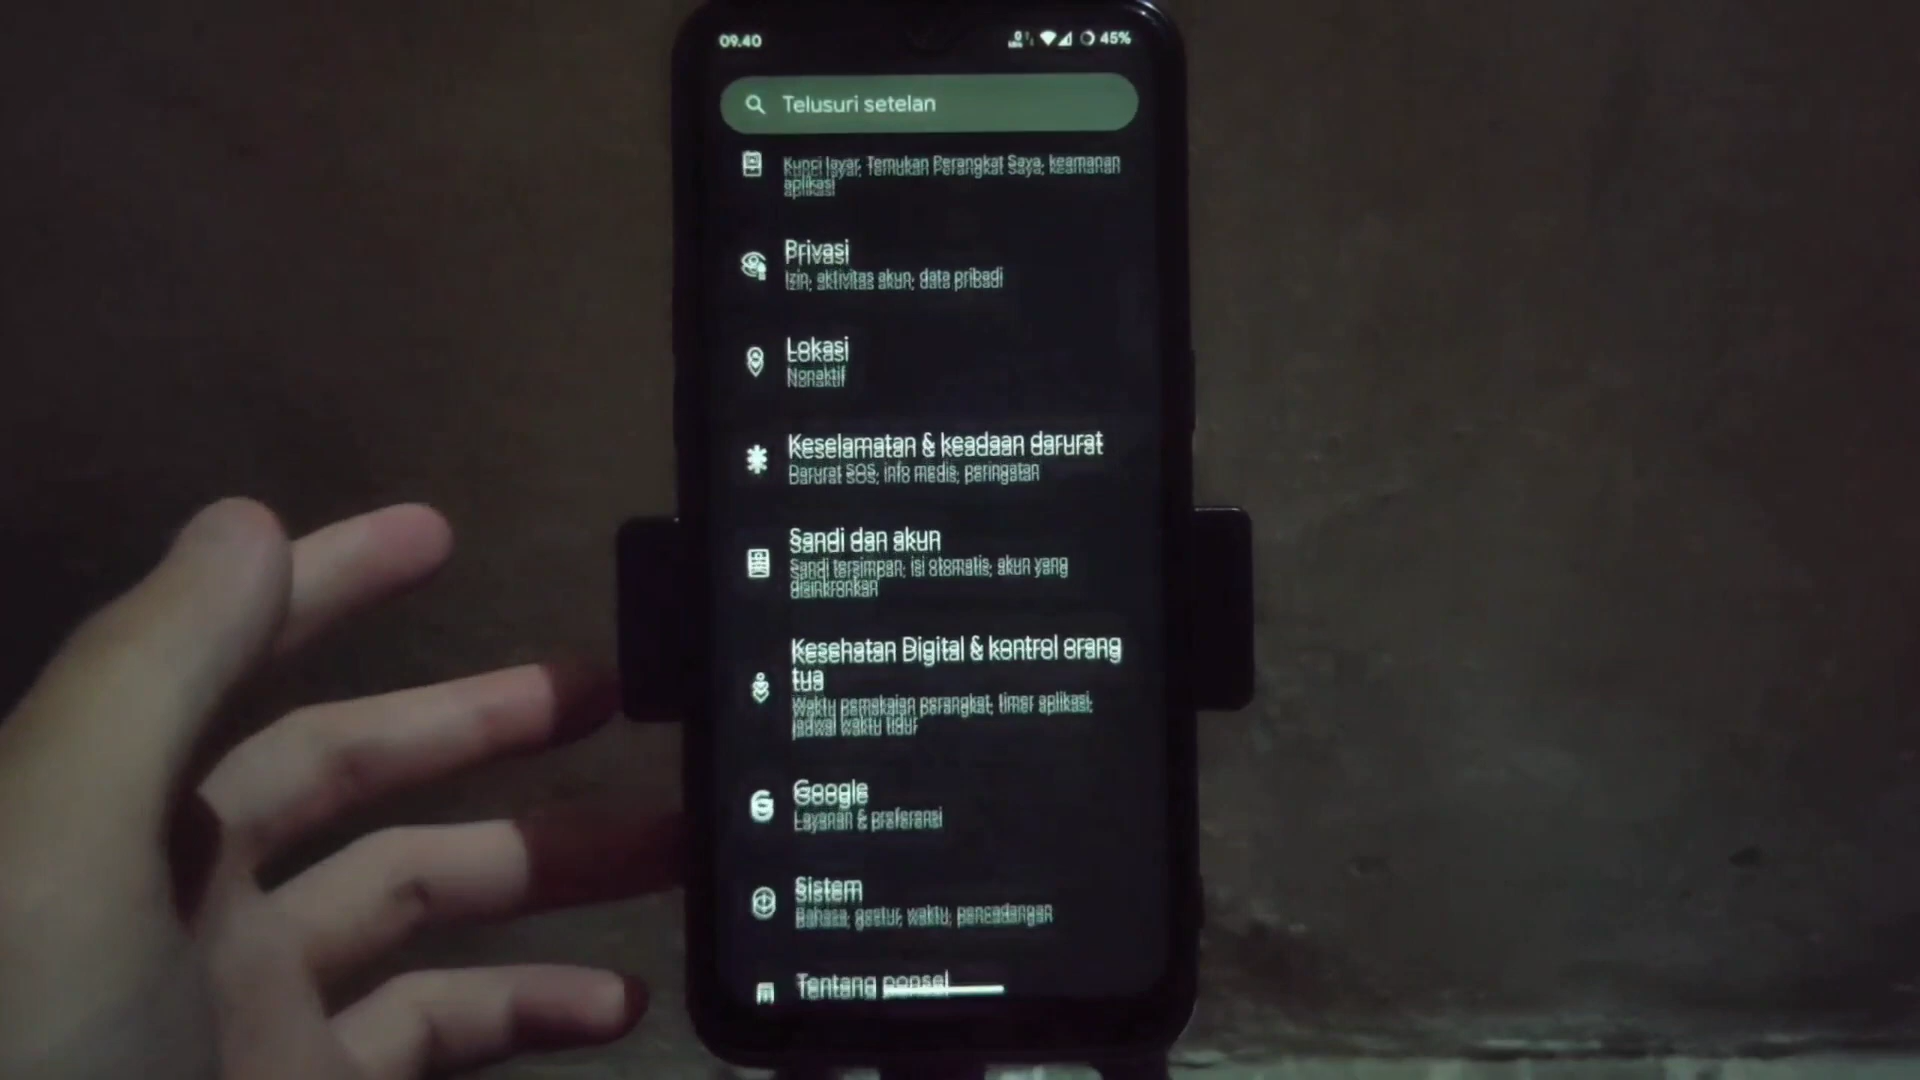 09.40
45%
Telusuri setelan
Kunci layar, Temukan Perangkat Saya, keamanan
aplikasi
Privasi
Izin, aktivitas akun, data pribadi
Lokasi
Nonaktif
Keselamatan & keadaan darurat
Darurat SOS, info medis, peringatan
Sandi dan akun
Sandi tersimpan, isi otomatis, akun yang
disinkronkan
Kesehatan Digital & kontrol orang
tua
Waktu pemakaian perangkat, timer aplikasi,
jadwal waktu tidur
Google
Layanan & preferensi
Sistem
Bahasa, gestur, waktu, pencadangan
Tentang ponsel